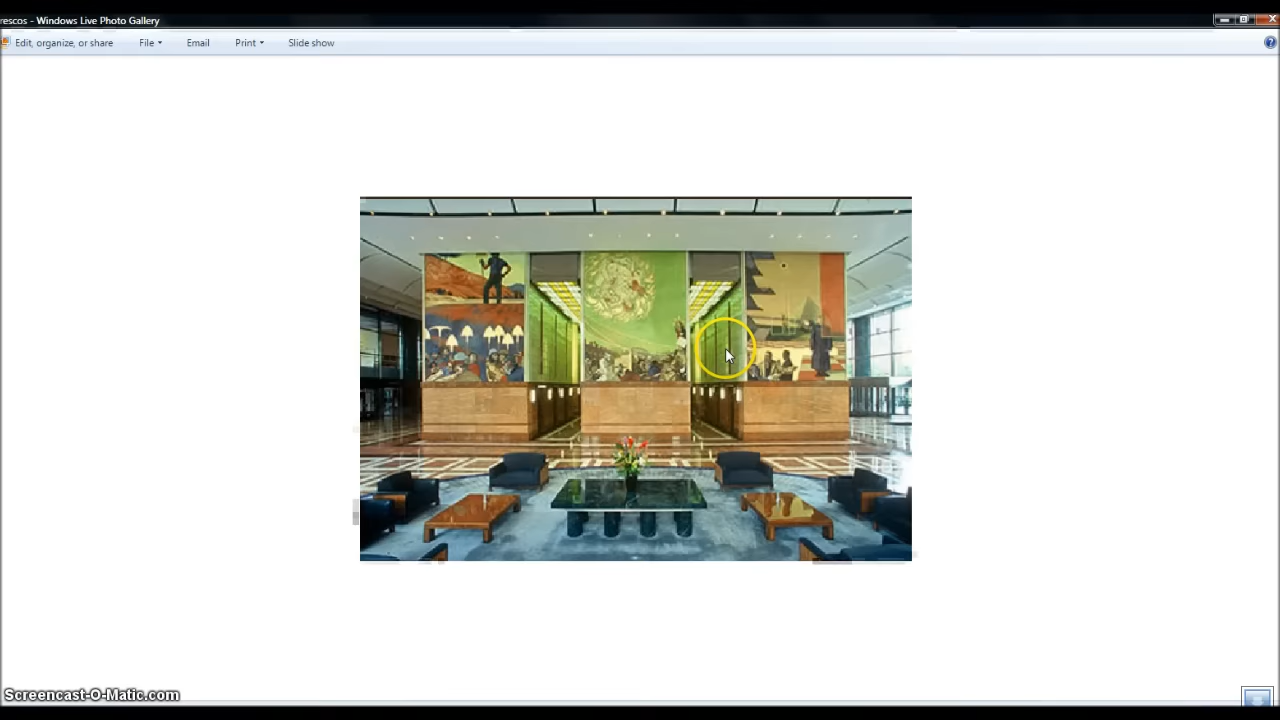 rescos - Windows Live Photo Gallery
Edit, organize, or share File Email Print Slide show
Screencast-O-Matic.com